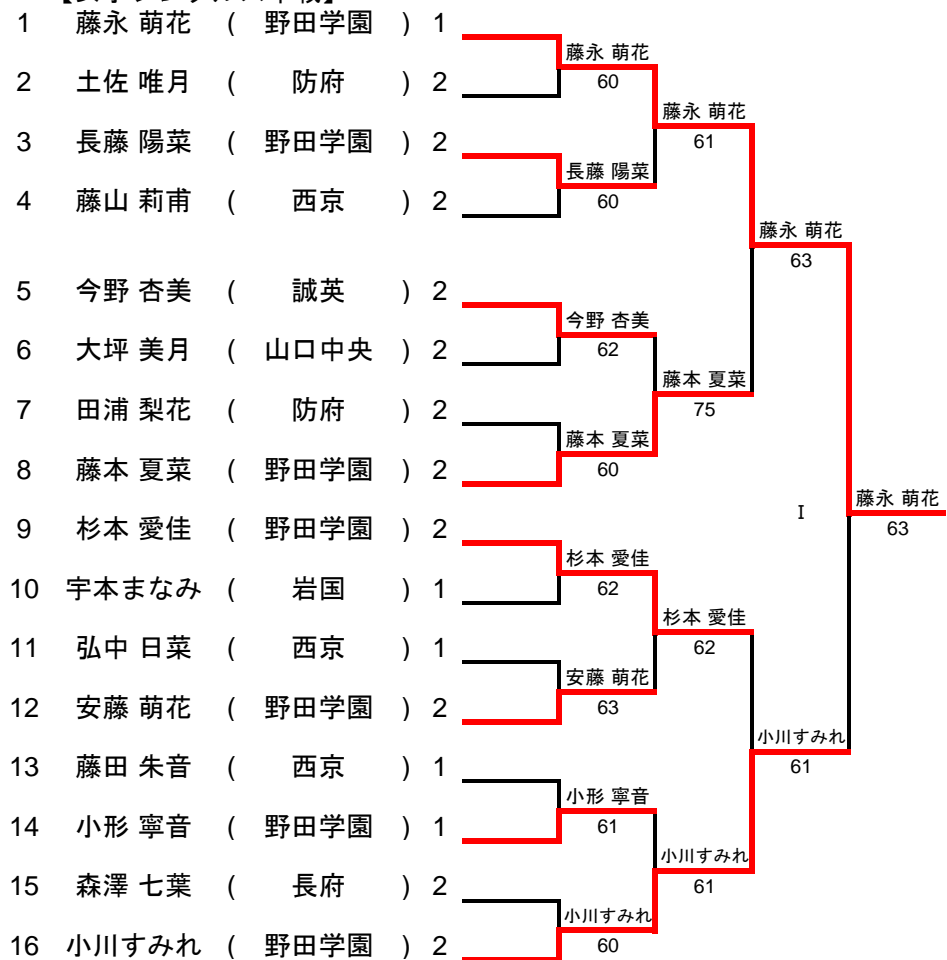 1 藤永 萌花 ( 野田学園 ) 1
藤永 萌花
60
2 土佐 唯月 ( 防府 ) 2
藤永 萌花
61
3 長藤 陽菜 ( 野田学園 ) 2
長藤 陽菜
60
4 藤山 莉甫 ( 西京 ) 2
藤永 萌花
63
5 今野 杏美 ( 誠英 ) 2
今野 杏美
62
6 大坪 美月 ( 山口中央 ) 2
藤本 夏菜
75
7 田浦 梨花 ( 防府 ) 2
藤本 夏菜
60
8 藤本 夏菜 ( 野田学園 ) 2
I
藤永 萌花
63
9 杉本 愛佳 ( 野田学園 ) 2
杉本 愛佳
62
10 宇本まなみ ( 岩国 ) 1
杉本 愛佳
62
11 弘中 日菜 ( 西京 ) 1
安藤 萌花
63
12 安藤 萌花 ( 野田学園 ) 2
小川すみれ
61
13 藤田 朱音 ( 西京 ) 1
小形 寧音
61
14 小形 寧音 ( 野田学園 ) 1
小川すみれ
61
15 森澤 七葉 ( 長府 ) 2
小川すみれ
60
16 小川すみれ ( 野田学園 ) 2